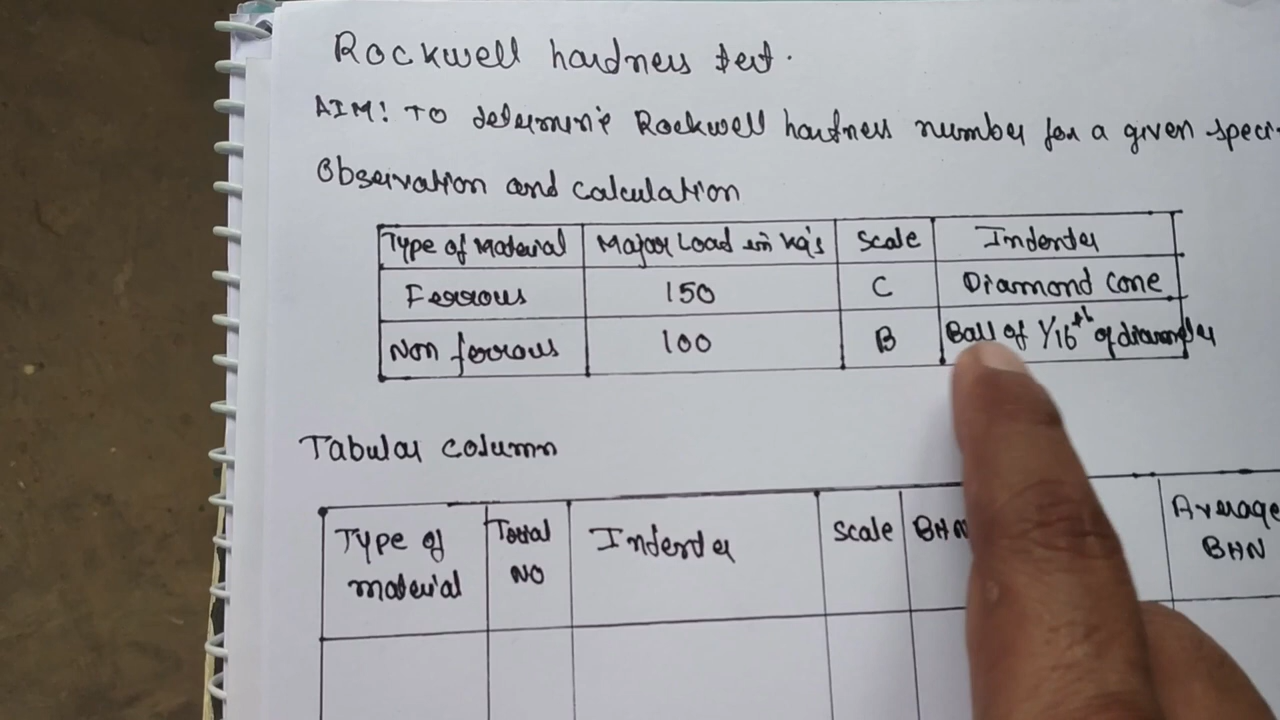 Rockwell hardness test.
AIM: To determine Rockwell hardness number for a given speci
Observation and calculation
Type of Material Major Load in Kg's Scale Indenter
Ferrous 150 C Diamond cone
Non ferrous 100 B Ball of 1/16th of diameter
Tabular column
Type of material Total No Indenter Scale BHN Average BHN